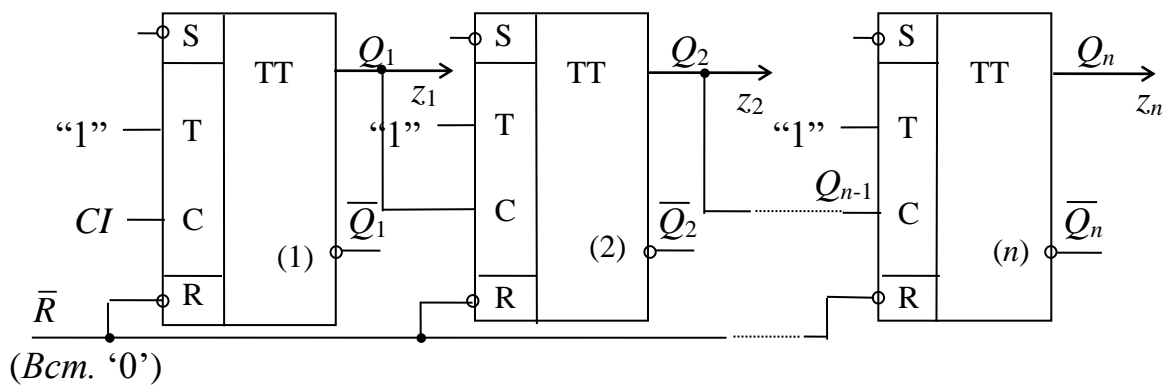 S TT Q₁ S TT Q₂ S TT Qₙ
z₁ z₂ zₙ
“1” T “1” T “1” T
CI C Q̅₁ C Q̅₂ Qₙ₋₁ C Q̅ₙ
(1) (2) (n)
R̅ R R R
(Вст. ‘0’)